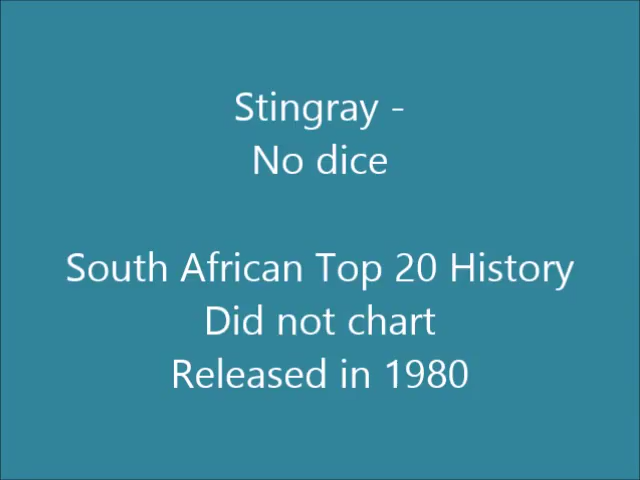 Stingray -
No dice
South African Top 20 History
Did not chart
Released in 1980